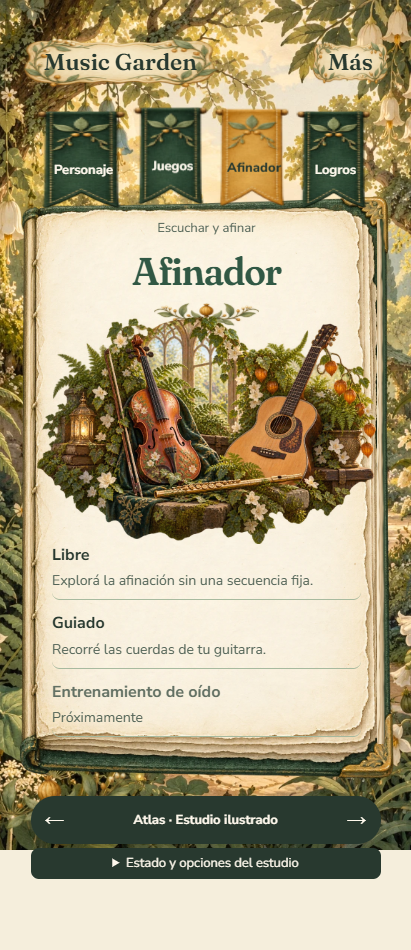 Music Garden
Más
Personaje
Juegos
Afinador
Logros
Escuchar y afinar
Afinador
Libre
Explorá la afinación sin una secuencia fija.
Guiado
Recorré las cuerdas de tu guitarra.
Entrenamiento de oído
Próximamente
← Atlas · Estudio ilustrado →
▶ Estado y opciones del estudio